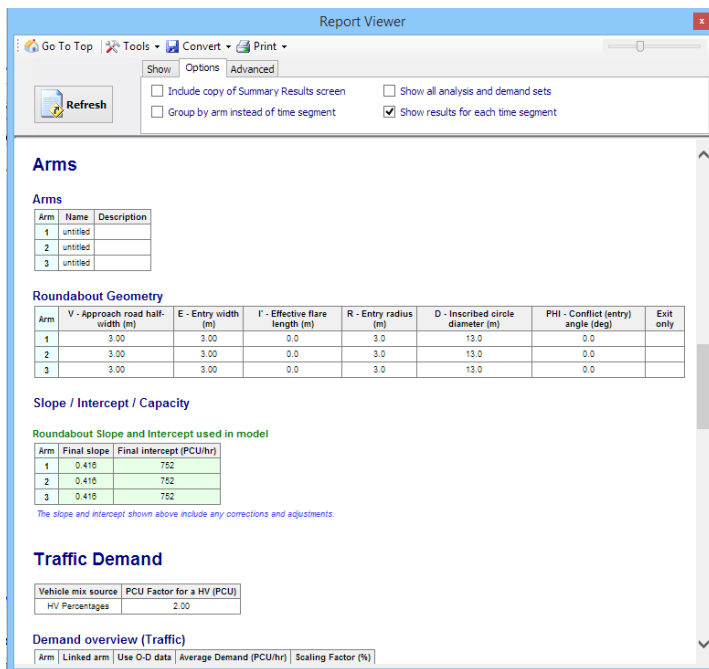 Report Viewer
x
Go To Top Tools Convert Print
Show Options Advanced
Refresh
Include copy of Summary Results screen Show all analysis and demand sets
Group by arm instead of time segment Show results for each time segment
Arms
Arms
Arm Name Description
1 untitled
2 untitled
3 untitled
Roundabout Geometry
Arm V - Approach road half-width (m) E - Entry width (m) l' - Effective flare length (m) R - Entry radius (m) D - Inscribed circle diameter (m) PHI - Conflict (entry) angle (deg) Exit only
1 3.00 3.00 0.0 3.0 13.0 0.0
2 3.00 3.00 0.0 3.0 13.0 0.0
3 3.00 3.00 0.0 3.0 13.0 0.0
Slope / Intercept / Capacity
Roundabout Slope and Intercept used in model
Arm Final slope Final intercept (PCU/hr)
1 0.416 752
2 0.416 752
3 0.416 752
The slope and intercept shown above include any corrections and adjustments.
Traffic Demand
Vehicle mix source PCU Factor for a HV (PCU)
HV Percentages 2.00
Demand overview (Traffic)
Arm Linked arm Use O-D data Average Demand (PCU/hr) Scaling Factor (%)